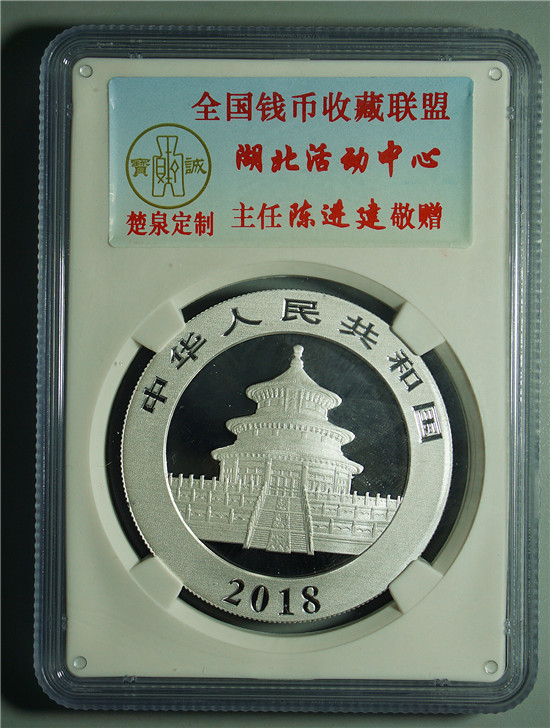 全国钱币收藏联盟
湖北活动中心
寶 誠
楚泉定制
主任陈进建敬赠
中华人民共和国
2018